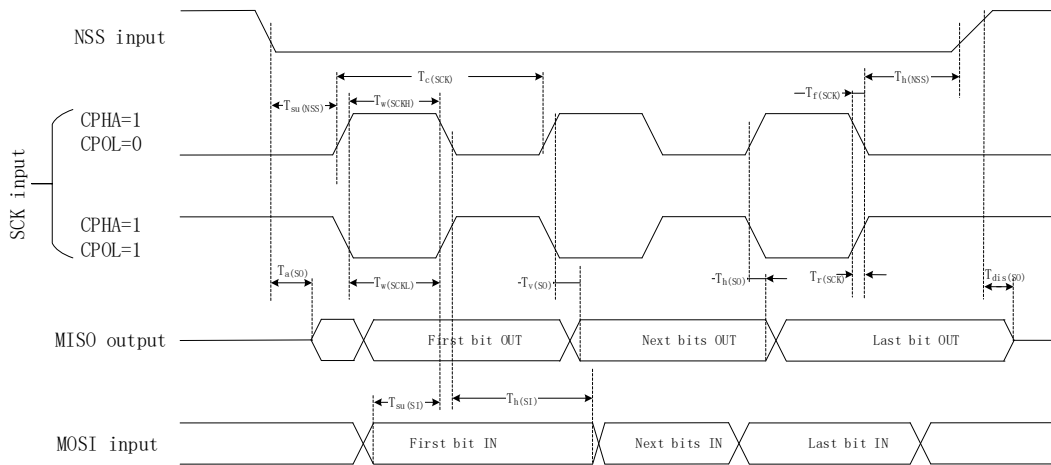 NSS input
Tc(SCK)
Th(NSS)
Tsu(NSS)
Tw(SCKH)
Tf(SCK)
SCK input
CPHA=1
CPOL=0
CPHA=1
CPOL=1
Ta(SO)
Tw(SCKL)
Tv(SO)
Th(SO)
Tr(SCK)
Tdis(SO)
MISO output
First bit OUT
Next bits OUT
Last bit OUT
Tsu(SI)
Th(SI)
MOSI input
First bit IN
Next bits IN
Last bit IN